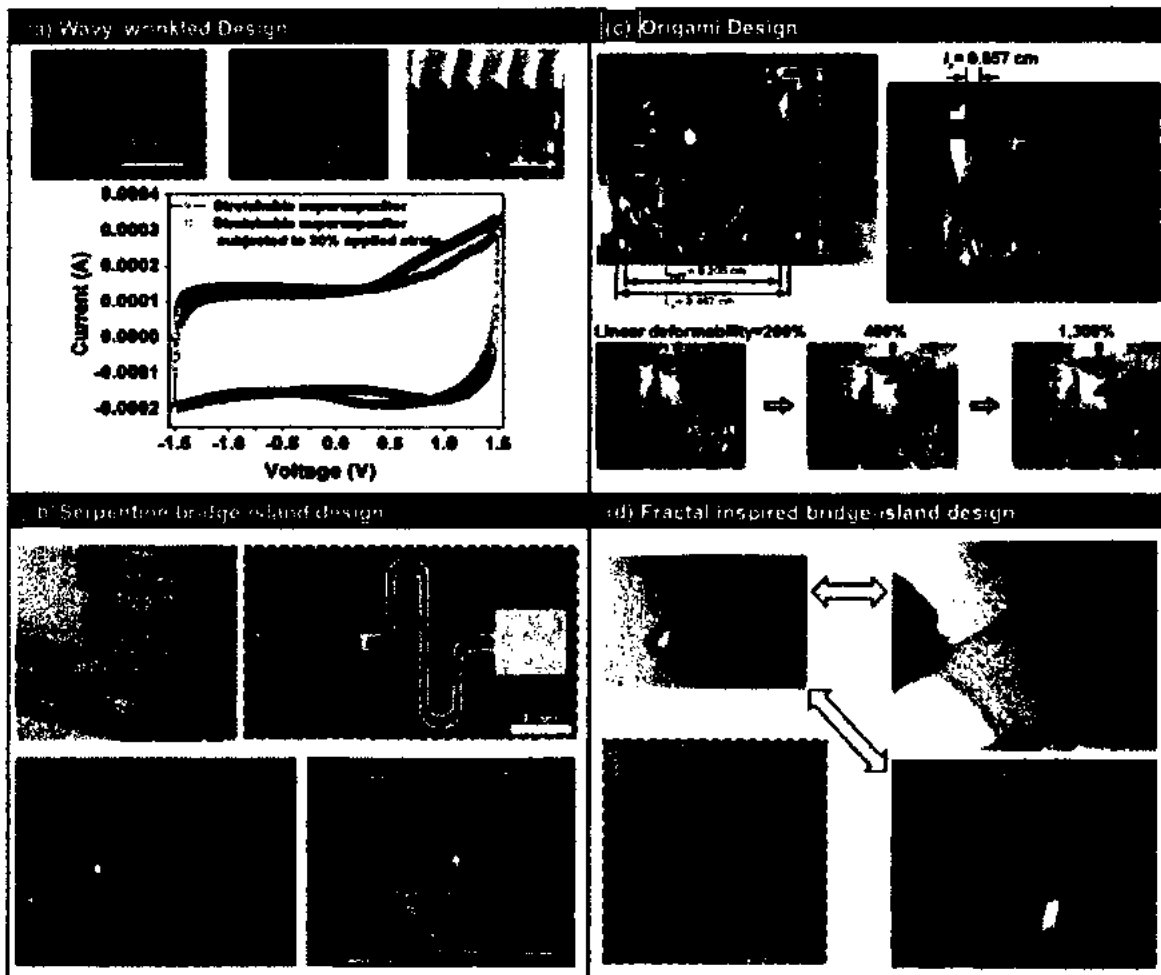 (a) Wavy, wrinkled Design
0.0004
0.0003
0.0002
0.0001
0.0000
-0.0001
-0.0002
Current (A)
Stretchable supercapacitor
Stretchable supercapacitor
subjected to 30% applied strain
-1.5 -1.0 -0.5 0.0 0.5 1.0 1.5
Voltage (V)
(c) Origami Design
Linear deformability=200% 400% 1,300%
b) Serpentine bridge-island design
(d) Fractal inspired bridge-island design